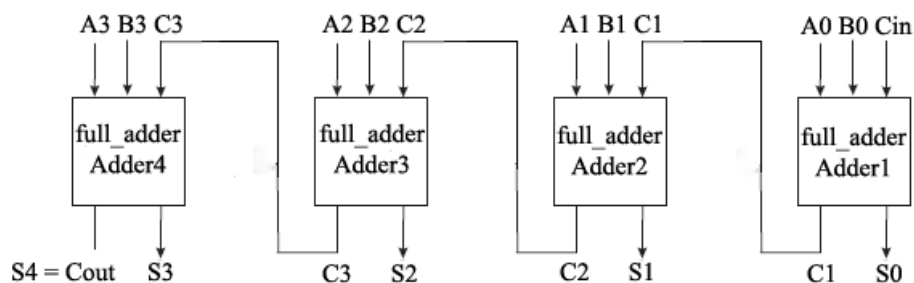 A3 B3 C3 A2 B2 C2 A1 B1 C1 A0 B0 Cin
full_adder full_adder full_adder full_adder
Adder4 Adder3 Adder2 Adder1
S4 = Cout S3 C3 S2 C2 S1 C1 S0